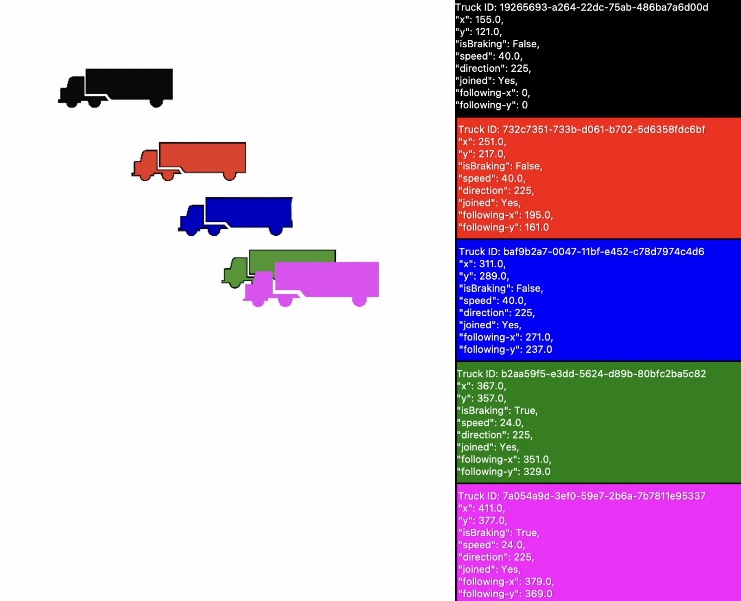 Truck ID: 19265693-a264-22dc-75ab-486ba7a6d00d
"x": 155.0,
"y": 121.0,
"isBraking": False,
"speed": 40.0,
"direction": 225,
"joined": Yes,
"following-x": 0,
"following-y": 0
Truck ID: 732c7351-733b-d061-b702-5d6358fdc6bf
"x": 251.0,
"y": 217.0,
"isBraking": False,
"speed": 40.0,
"direction": 225,
"joined": Yes,
"following-x": 195.0,
"following-y": 161.0
Truck ID: baf9b2a7-0047-11bf-e452-c78d7974c4d6
"x": 311.0,
"y": 289.0,
"isBraking": False,
"speed": 40.0,
"direction": 225,
"joined": Yes,
"following-x": 271.0,
"following-y": 237.0
Truck ID: b2aa59f5-e3dd-5624-d89b-80bfc2ba5c82
"x": 367.0,
"y": 357.0,
"isBraking": True,
"speed": 24.0,
"direction": 225,
"joined": Yes,
"following-x": 351.0,
"following-y": 329.0
Truck ID: 7a054a9d-3ef0-59e7-2b6a-7b7811e95337
"x": 411.0,
"y": 377.0,
"isBraking": True,
"speed": 24.0,
"direction": 225,
"joined": Yes,
"following-x": 379.0,
"following-y": 369.0